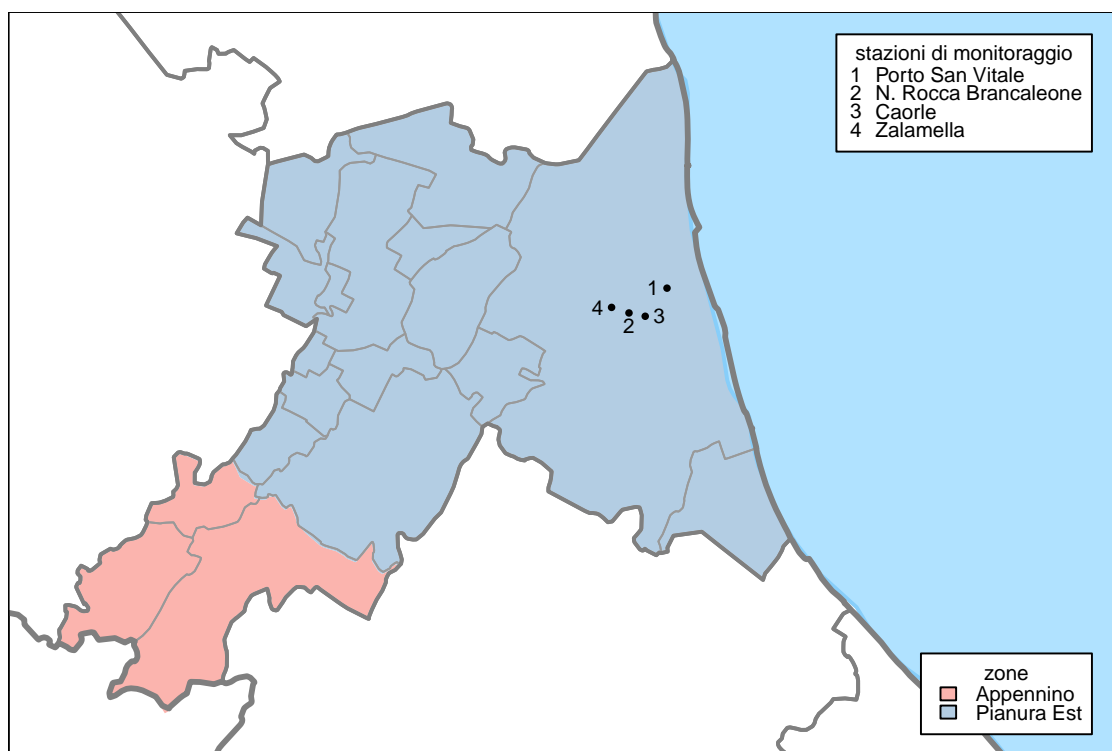 stazioni di monitoraggio
1 Porto San Vitale
2 N. Rocca Brancaleone
3 Caorle
4 Zalamella
1
4
2
3
zone
Appennino
Pianura Est